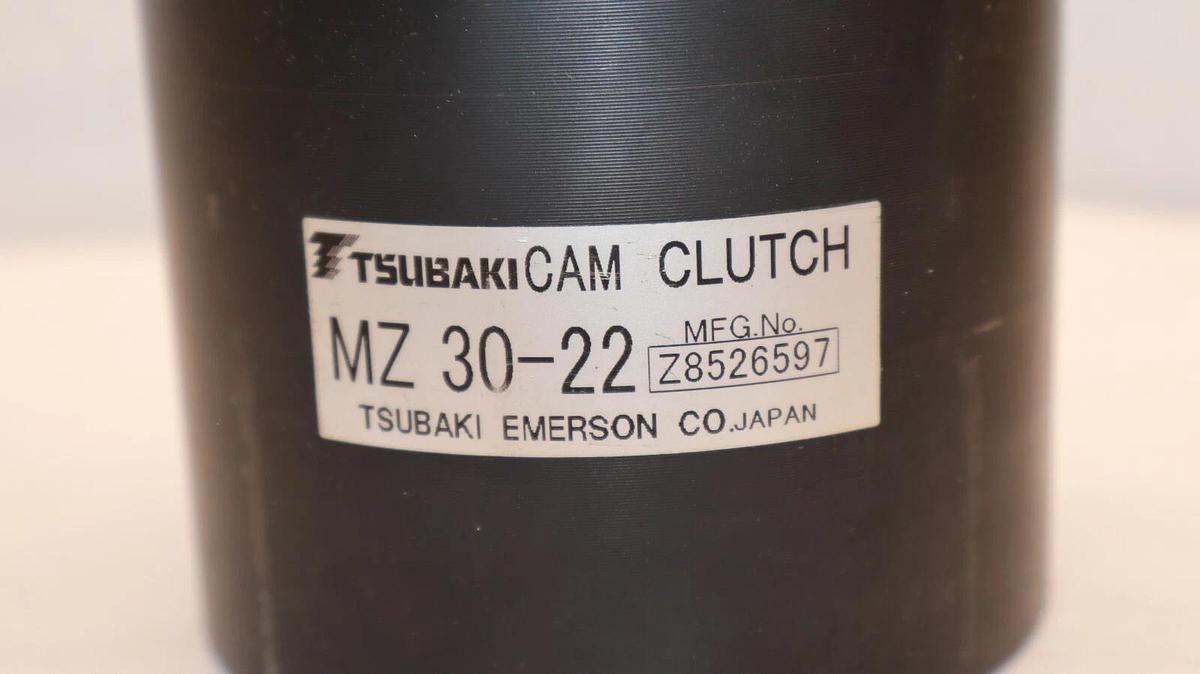 TSUBAKI CAM CLUTCH
MZ 30-22 MFG.No. Z8526597
TSUBAKI EMERSON CO.JAPAN